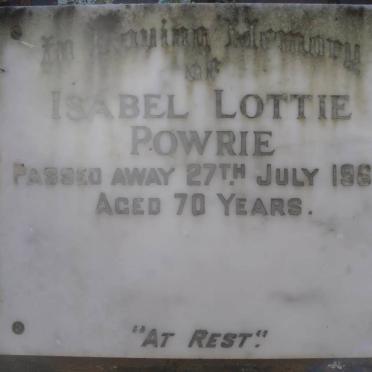 In Loving Memory
of
ISABEL LOTTIE
POWRIE
PASSED AWAY 27TH JULY 196
AGED 70 YEARS.
"AT REST."